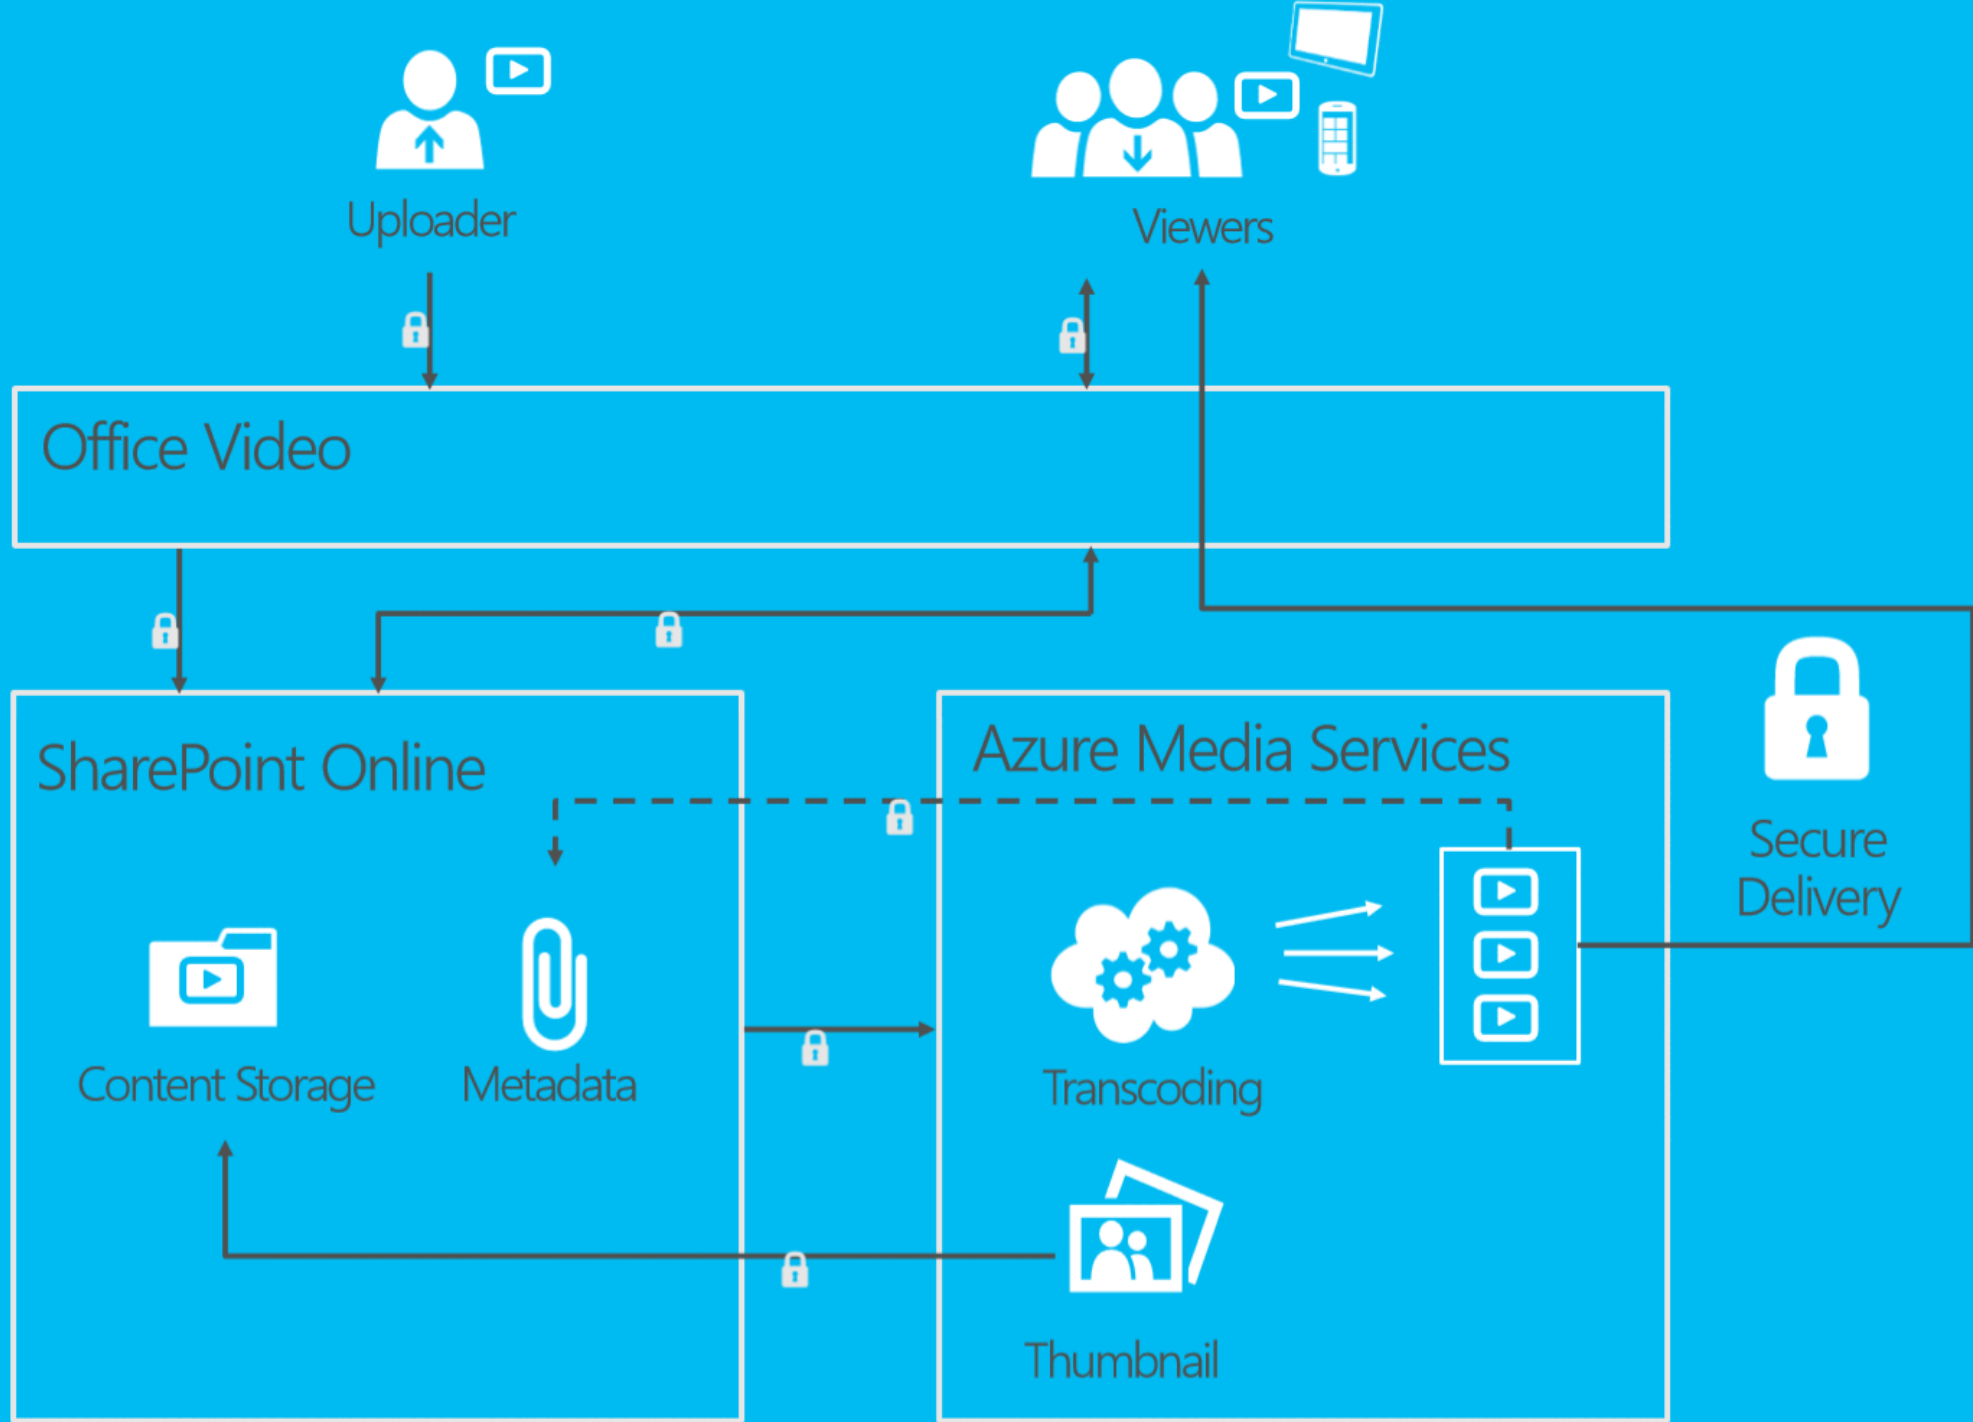 Uploader
Viewers
Office Video
SharePoint Online
Azure Media Services
Secure
Delivery
Content Storage
Metadata
Transcoding
Thumbnail